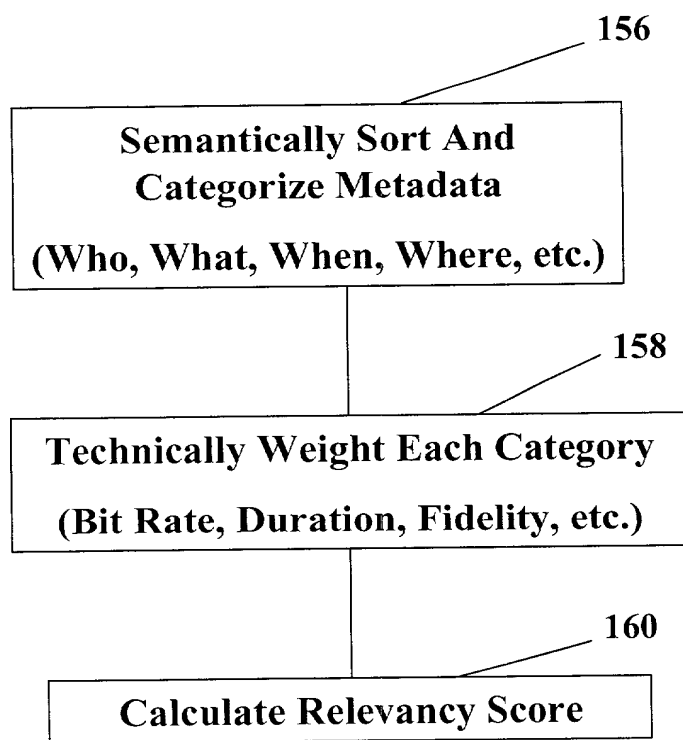 156
Semantically Sort And
Categorize Metadata
(Who, What, When, Where, etc.)
158
Technically Weight Each Category
(Bit Rate, Duration, Fidelity, etc.)
160
Calculate Relevancy Score